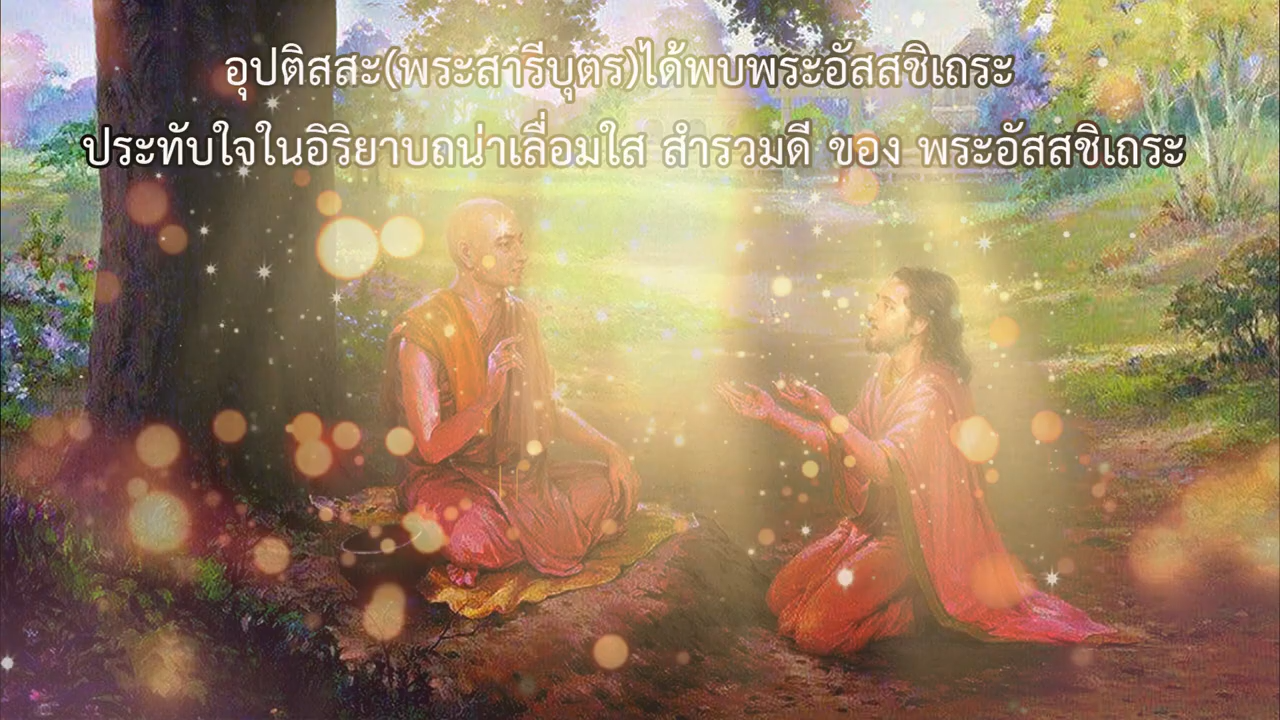 อุปติสสะ(พระสารีบุตร)ได้พบพระอัสสชิเถระ
ประทับใจในอิริยาบถน่าเลื่อมใส สำรวมดี ของ พระอัสสชิเถระ